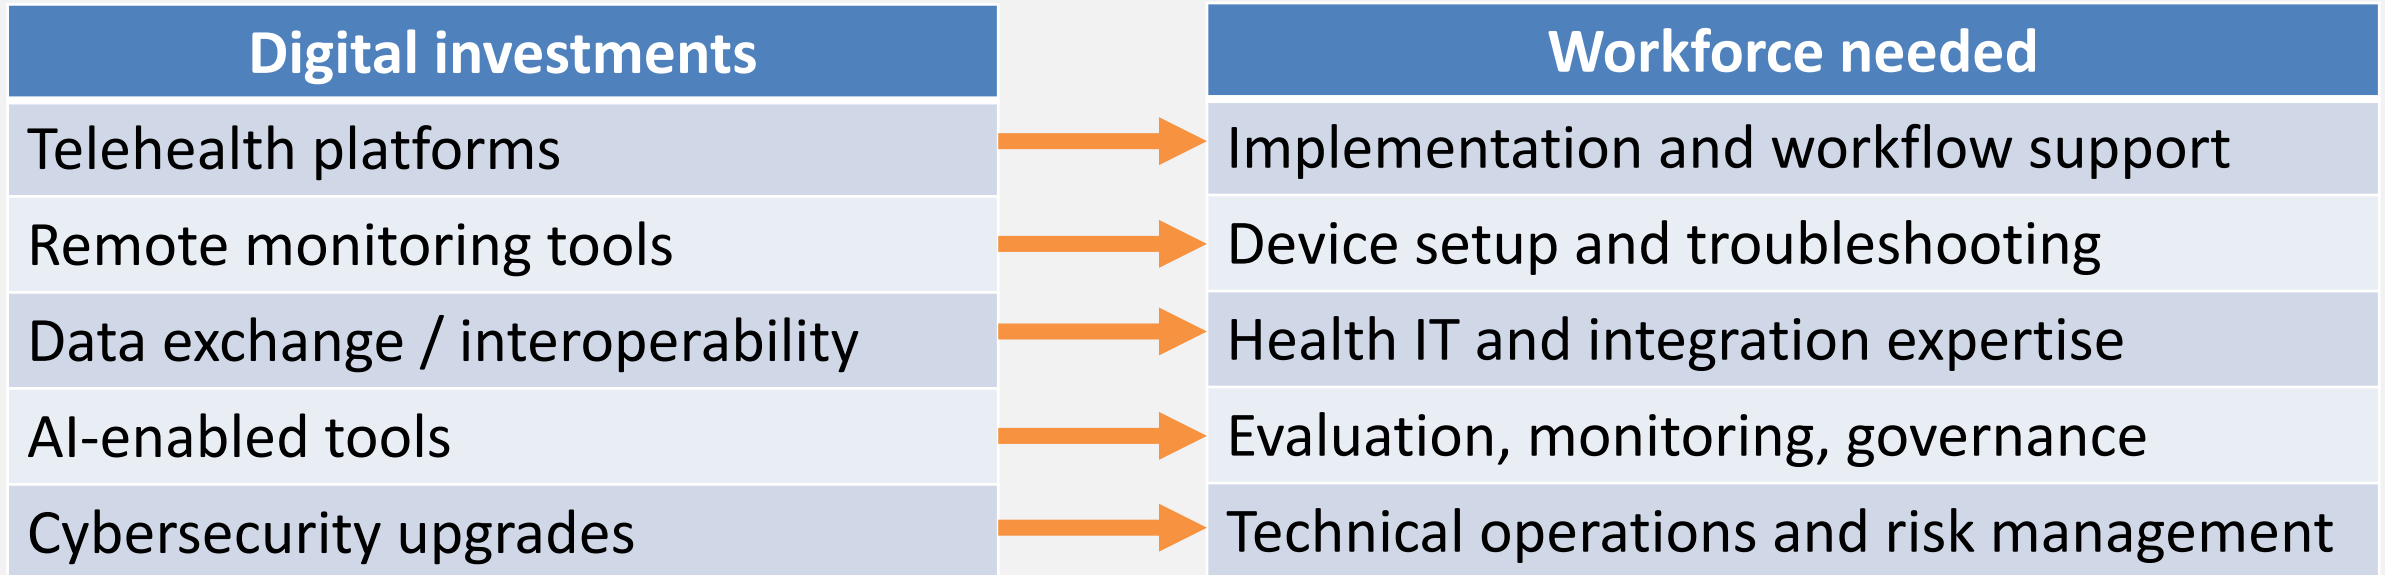 Digital investments
Workforce needed
Telehealth platforms
Implementation and workflow support
Remote monitoring tools
Device setup and troubleshooting
Data exchange / interoperability
Health IT and integration expertise
AI-enabled tools
Evaluation, monitoring, governance
Cybersecurity upgrades
Technical operations and risk management